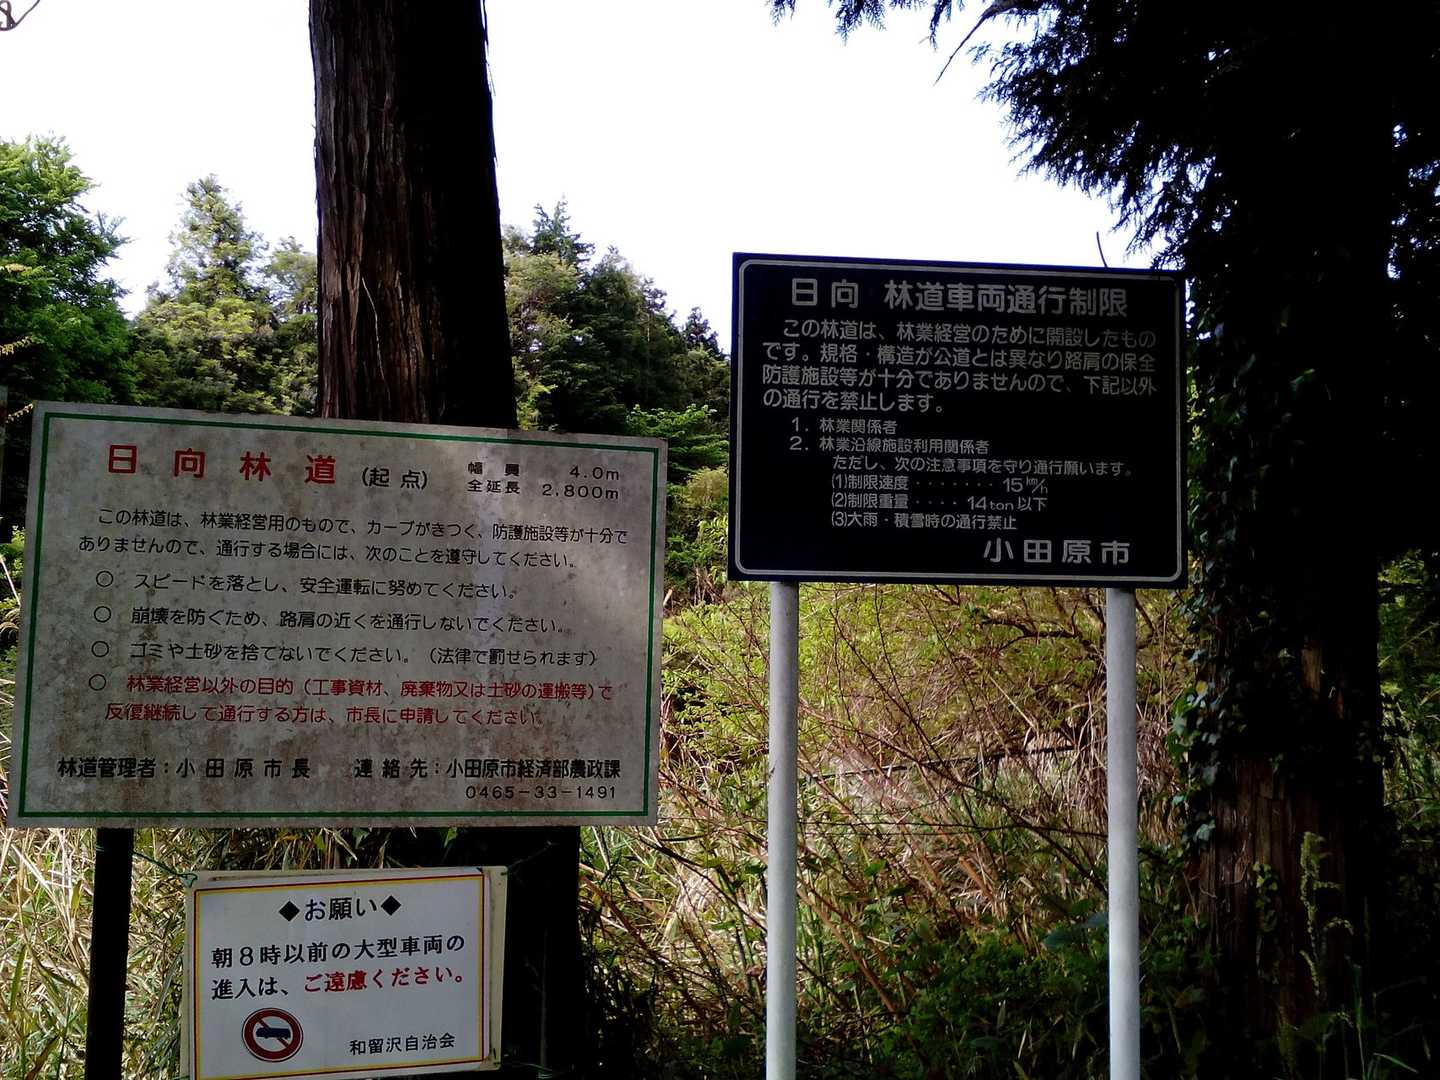 日向林道（起点）
幅員 4.0m
全延長 2,800m
この林道は、林業経営用のもので、カーブがきつく、防護施設等が十分で
ありませんので、通行する場合には、次のことを遵守してください。
○ スピードを落とし、安全運転に努めてください。
○ 崩壊を防ぐため、路肩の近くを通行しないでください。
○ ゴミや土砂を捨てないでください。（法律で罰せられます）
○ 林業経営以外の目的（工事資材、廃棄物又は土砂の運搬等）で
反復継続して通行する方は、市長に申請してください。
林道管理者：小田原市長 連絡先：小田原市経済部農政課
0465-33-1491
◆お願い◆
朝８時以前の大型車両の
進入は、ご遠慮ください。
和留沢自治会
日向 林道車両通行制限
この林道は、林業経営のために開設したもの
です。規格・構造が公道とは異なり路肩の保全
防護施設等が十分でありませんので、下記以外
の通行を禁止します。
1. 林業関係者
2. 林業沿線施設利用関係者
ただし、次の注意事項を守り通行願います。
(1)制限速度・・・・・・・15㎞/h
(2)制限重量・・・・14ton以下
(3)大雨・積雪時の通行禁止
小田原市